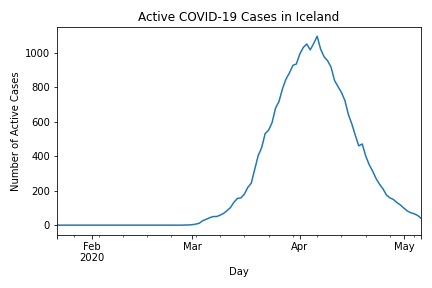 Active COVID-19 Cases in Iceland
Number of Active Cases
1000
800
600
400
200
0
Feb
2020
Mar
Apr
May
Day